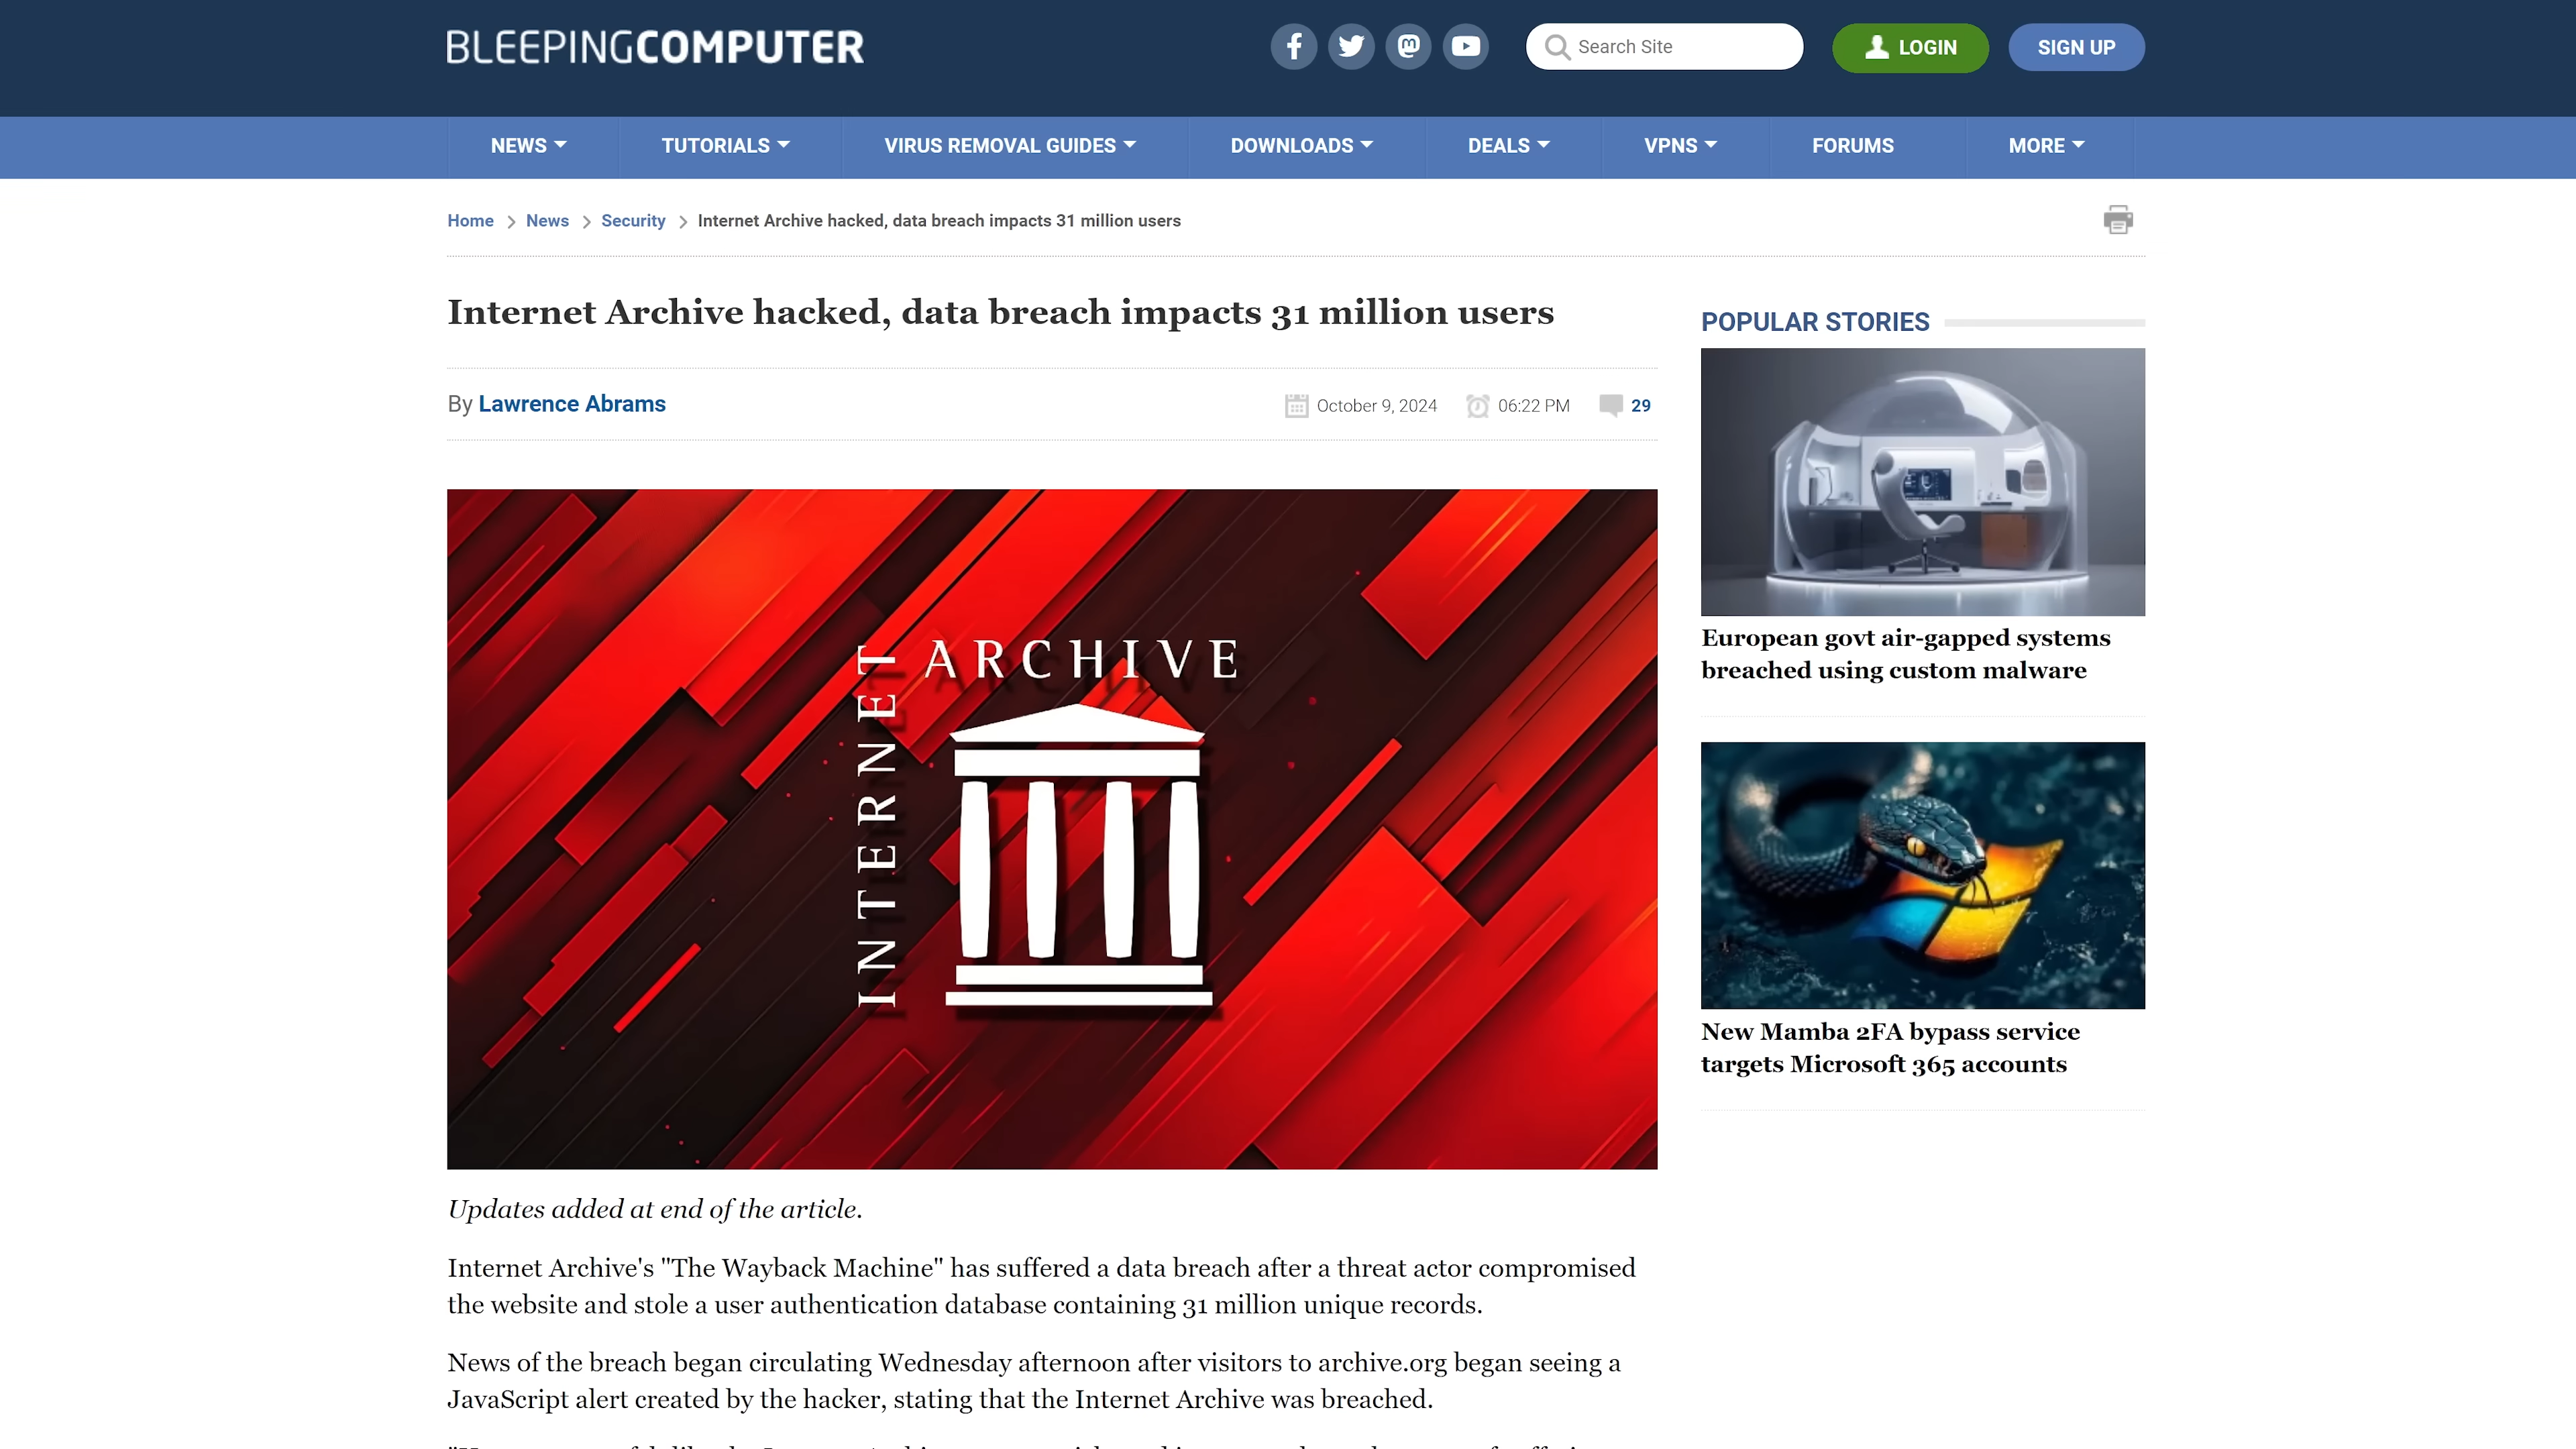 BLEEPINGCOMPUTER
Search Site
LOGIN
SIGN UP
NEWS
TUTORIALS
VIRUS REMOVAL GUIDES
DOWNLOADS
DEALS
VPNS
FORUMS
MORE
Home
News
Security
Internet Archive hacked, data breach impacts 31 million users
Internet Archive hacked, data breach impacts 31 million users
By Lawrence Abrams
October 9, 2024
06:22 PM
29
INTERNET
ARCHIVE
Updates added at end of the article.
Internet Archive's "The Wayback Machine" has suffered a data breach after a threat actor compromised
the website and stole a user authentication database containing 31 million unique records.
News of the breach began circulating Wednesday afternoon after visitors to archive.org began seeing a
JavaScript alert created by the hacker, stating that the Internet Archive was breached.
POPULAR STORIES
European govt air-gapped systems
breached using custom malware
New Mamba 2FA bypass service
targets Microsoft 365 accounts